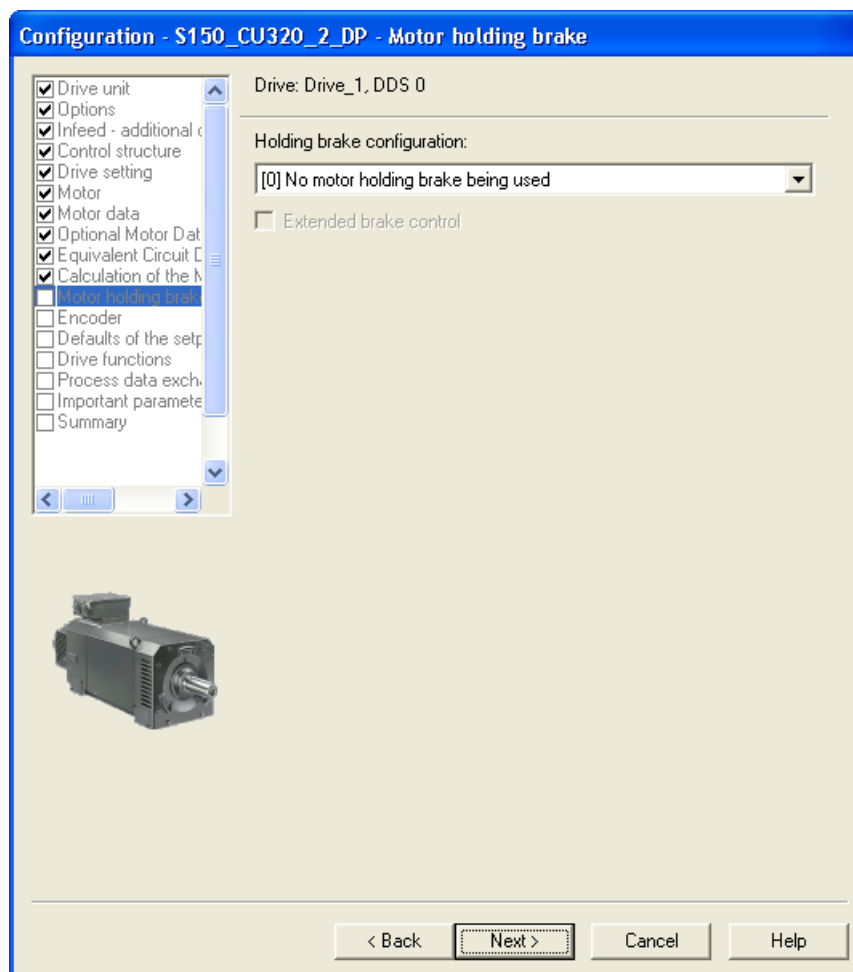 Configuration - S150_CU320_2_DP - Motor holding brake
Drive unit
Options
Infeed - additional
Control structure
Drive setting
Motor
Motor data
Optional Motor Dat
Equivalent Circuit
Calculation of the
Motor holding brak
Encoder
Defaults of the setp
Drive functions
Process data exch
Important paramete
Summary
Drive: Drive_1, DDS 0
Holding brake configuration:
[0] No motor holding brake being used
Extended brake control
< Back
Next >
Cancel
Help